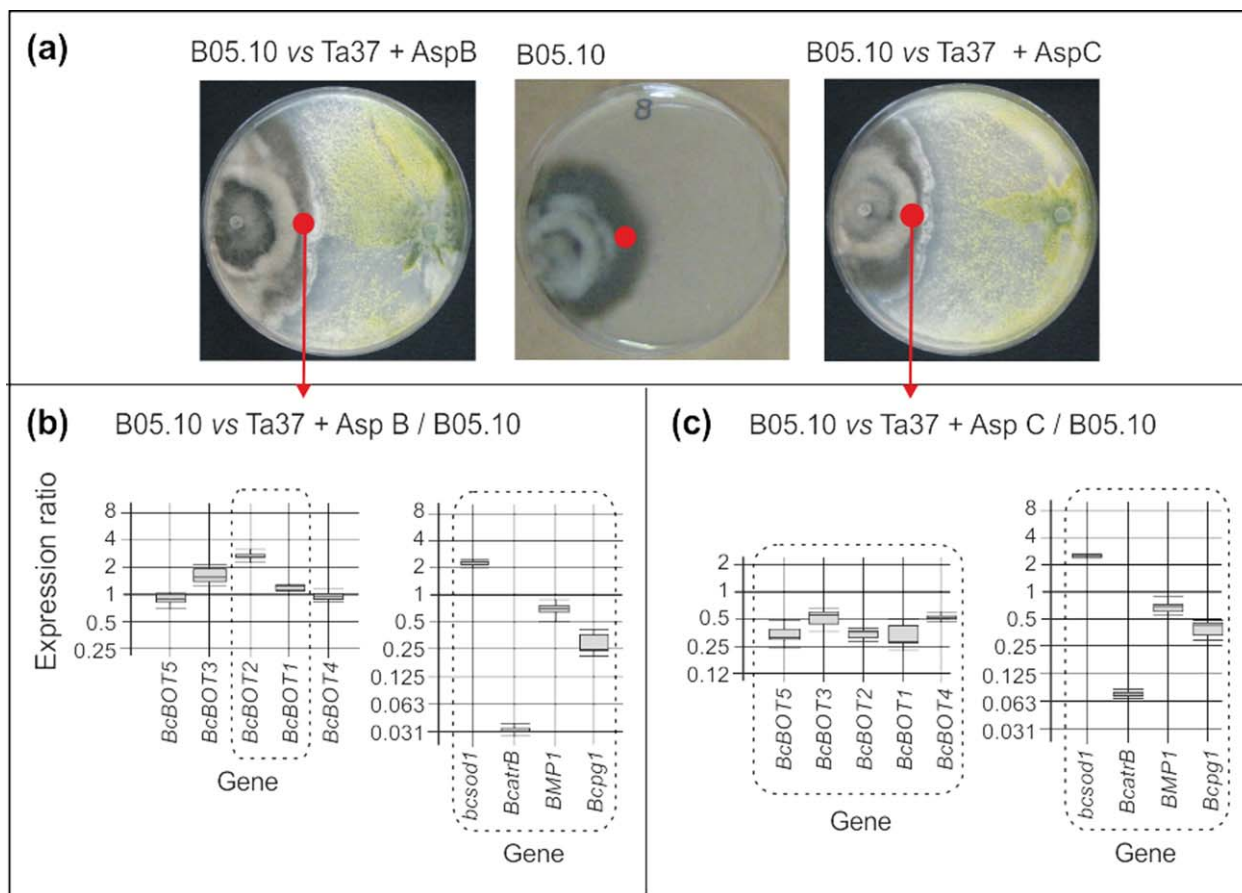 (a)
B05.10 vs Ta37 + AspB
B05.10
B05.10 vs Ta37 + AspC
8
(b)
B05.10 vs Ta37 + Asp B / B05.10
Expression ratio
8
4
2
1
0.5
0.25
BcBOT5
BcBOT3
BcBOT2
BcBOT1
BcBOT4
Gene
8
4
2
1
0.5
0.25
0.125
0.063
0.031
bcsod1
BcatrB
BMP1
Bcpg1
Gene
(c)
B05.10 vs Ta37 + Asp C / B05.10
2
1
0.5
0.25
0.12
BcBOT5
BcBOT3
BcBOT2
BcBOT1
BcBOT4
Gene
8
4
2
1
0.5
0.25
0.125
0.063
0.031
bcsod1
BcatrB
BMP1
Bcpg1
Gene